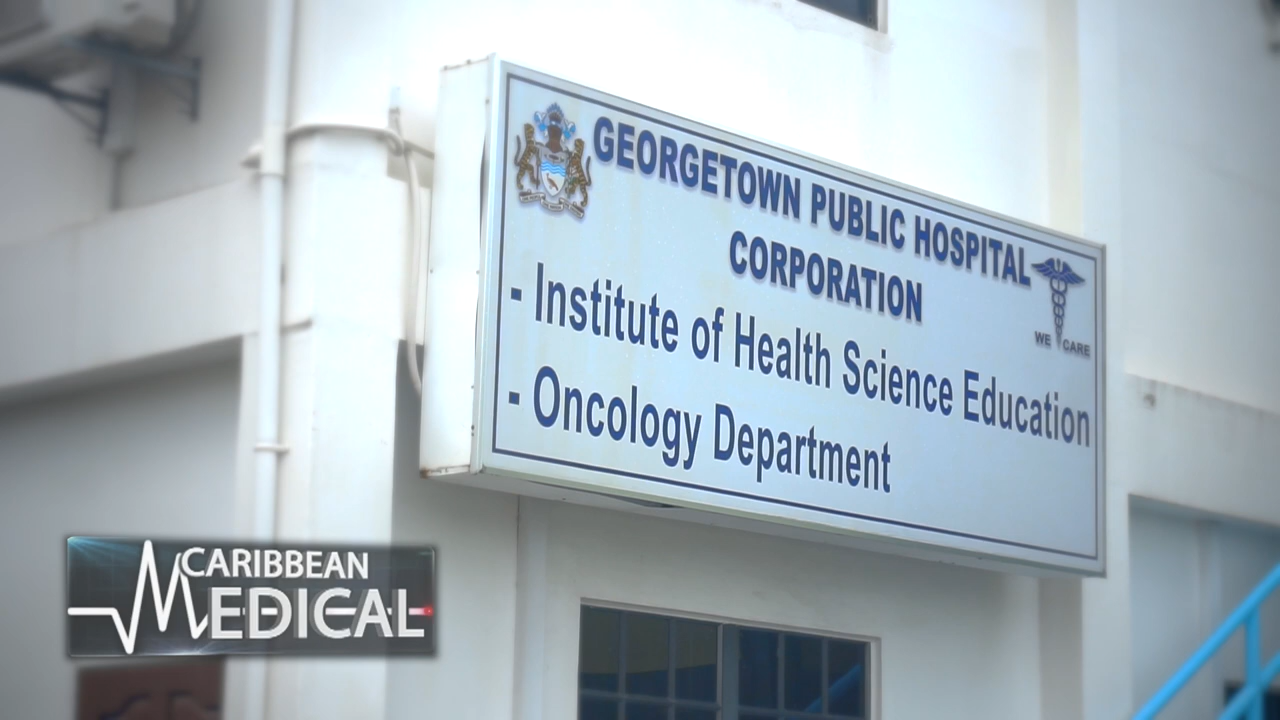 GEORGETOWN PUBLIC HOSPITAL
CORPORATION
WE CARE
- Institute of Health Science Education
- Oncology Department
CARIBBEAN
MEDICAL